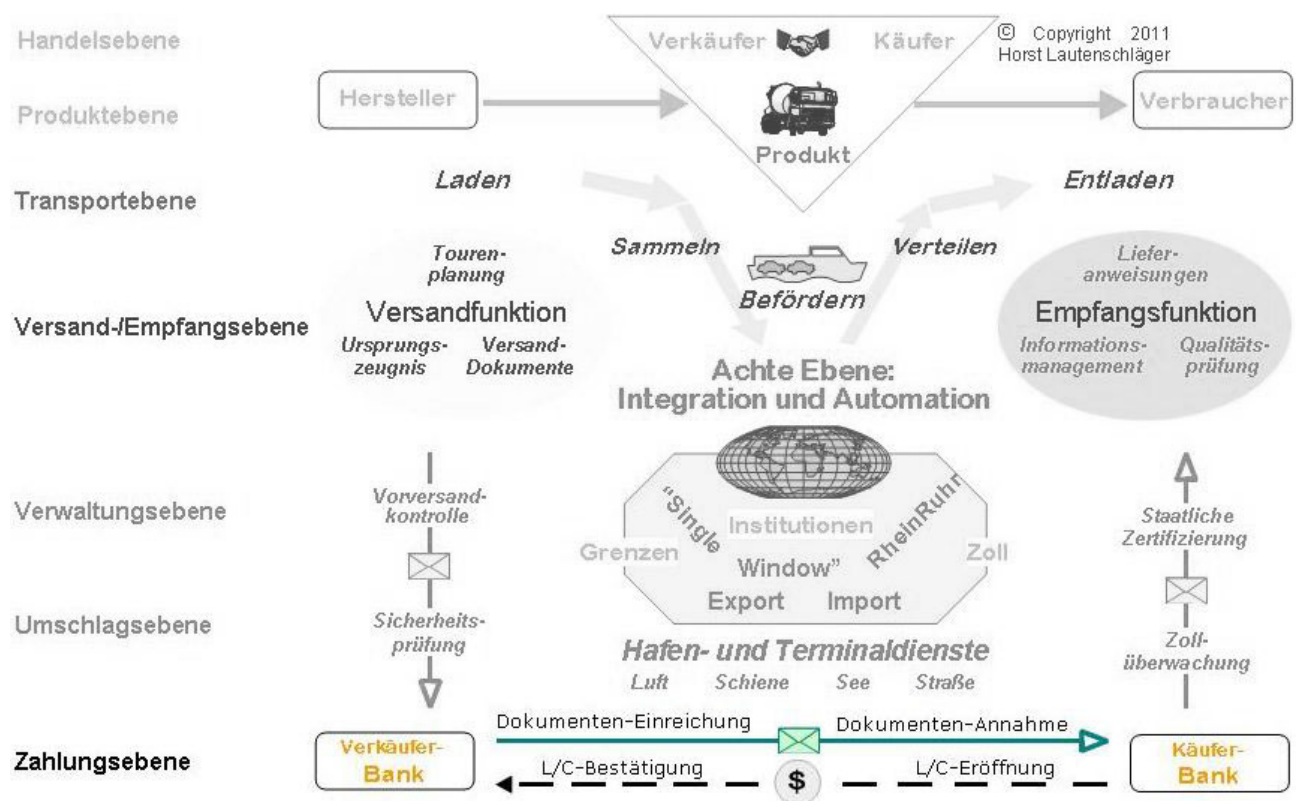 Handelsebene
Verkäufer Käufer
© Copyright 2011
Horst Lautenschläger
Produktebene
Hersteller
Verbraucher
Produkt
Transportebene
Laden
Entladen
Sammeln
Verteilen
Befördern
Versand-/Empfangsebene
Touren-
planung
Versandfunktion
Ursprungs-
zeugnis
Versand-
Dokumente
Liefer-
anweisungen
Empfangsfunktion
Informations-
management
Qualitäts-
prüfung
Achte Ebene:
Integration und Automation
Verwaltungsebene
Vorversand-
kontrolle
"Single
Window"
RheinRuhr
Institutionen
Grenzen
Zoll
Export Import
Staatliche
Zertifizierung
Umschlagsebene
Sicherheits-
prüfung
Hafen- und Terminaldienste
Luft Schiene See Straße
Zoll-
überwachung
Zahlungsebene
Verkäufer-
Bank
Dokumenten-Einreichung
Dokumenten-Annahme
L/C-Bestätigung
$
L/C-Eröffnung
Käufer-
Bank